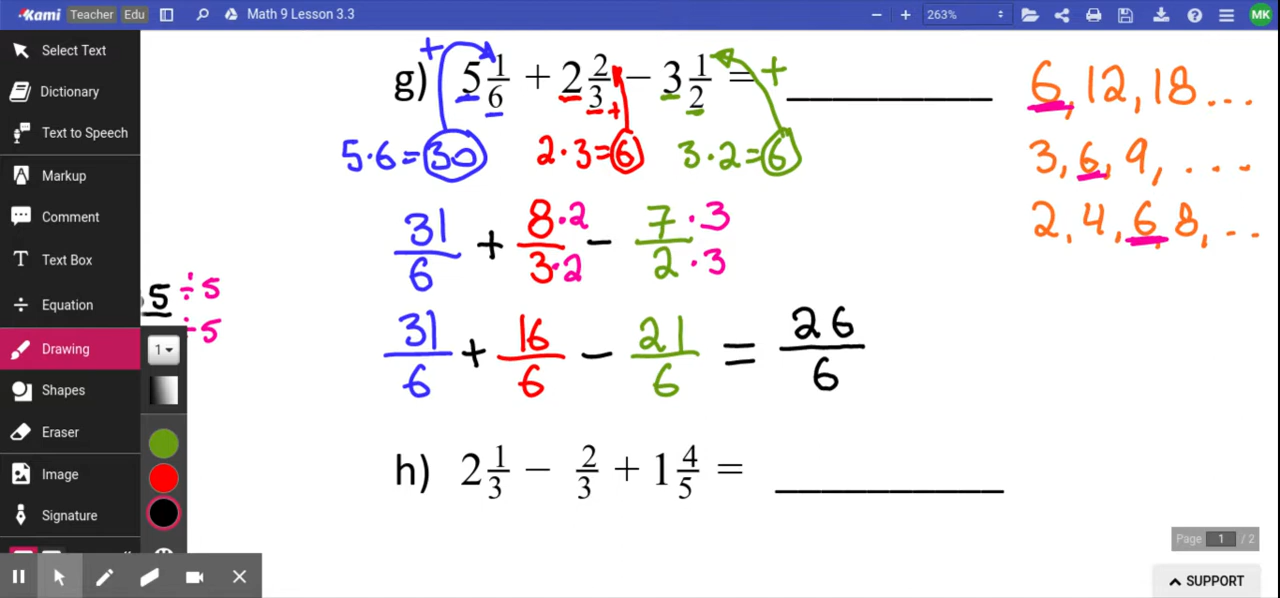 Kami Teacher Edu Math 9 Lesson 3.3 − + 263% MK
Select Text
Dictionary
Text to Speech
Markup
Comment
Text Box
Equation
Drawing
Shapes
Eraser
Image
Signature
1
5 ÷5
÷5
g) 5 1/6 + 2 2/3 − 3 1/2 = __________
+ + +
5·6=30 2·3=6 3·2=6
31/6 + 8·2/3·2 − 7·3/2·3
31/6 + 16/6 − 21/6 = 26/6
h) 2 1/3 − 2/3 + 1 4/5 = __________
6, 12, 18...
3, 6, 9, ...
2, 4, 6, 8, ...
Page 1 / 2
SUPPORT